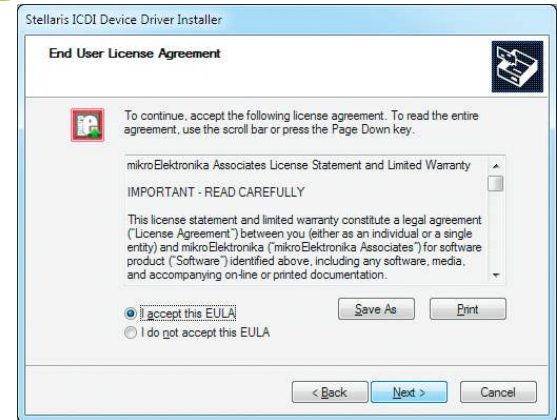 Stellaris ICDI Device Driver Installer
End User License Agreement
To continue, accept the following license agreement. To read the entire
agreement, use the scroll bar or press the Page Down key.
mikroElektronika Associates License Statement and Limited Warranty
IMPORTANT - READ CAREFULLY
This license statement and limited warranty constitute a legal agreement
("License Agreement") between you (either as an individual or a single
entity) and mikroElektronika ("mikroElektronika Associates") for software
product ("Software") identified above, including any software, media,
and accompanying on-line or printed documentation.
I accept this EULA
Save As
Print
I do not accept this EULA
< Back
Next >
Cancel